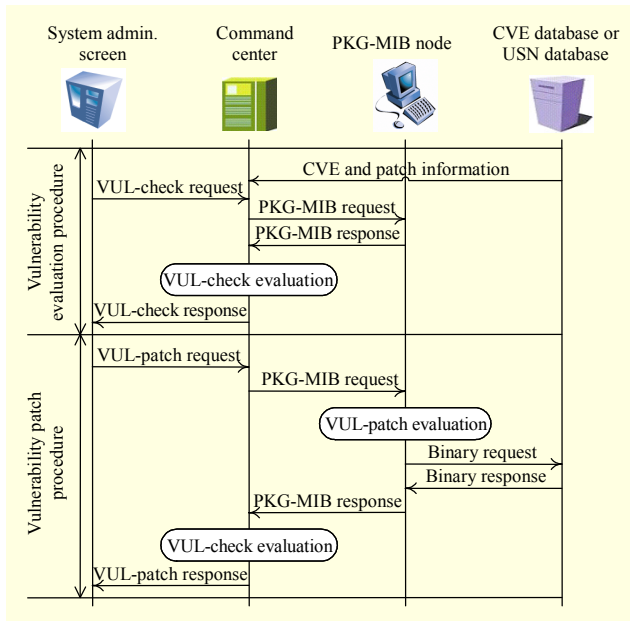 System admin.
screen
Command
center
PKG-MIB node
CVE database or
USN database
Vulnerability
evaluation procedure
CVE and patch information
VUL-check request
PKG-MIB request
PKG-MIB response
VUL-check evaluation
VUL-check response
Vulnerability patch
procedure
VUL-patch request
PKG-MIB request
VUL-patch evaluation
Binary request
Binary response
PKG-MIB response
VUL-check evaluation
VUL-patch response